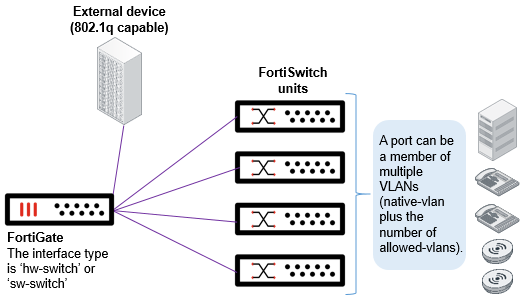 External device
(802.1q capable)
FortiSwitch
units
A port can be
a member of
multiple
VLANs
(native-vlan
plus the
number of
allowed-vlans).
FortiGate
The interface type
is ‘hw-switch’ or
‘sw-switch’